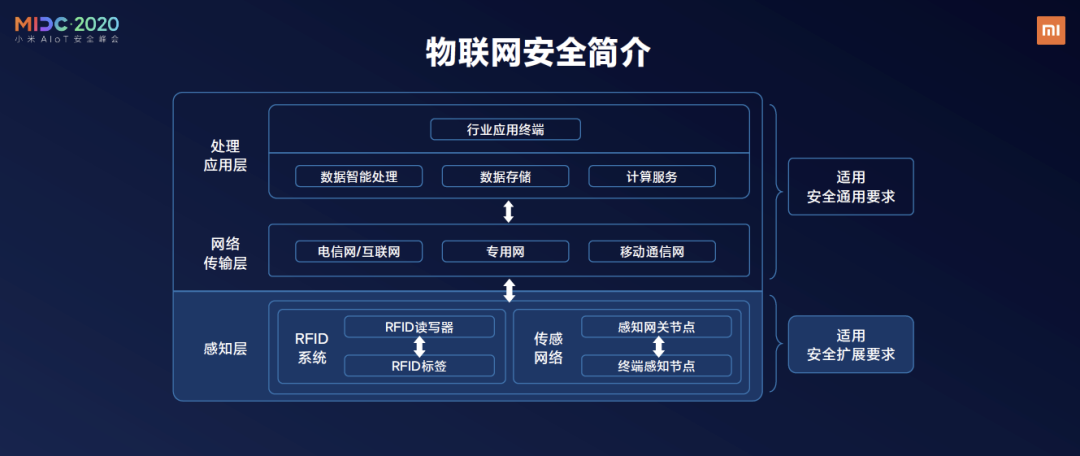 MIDC·2020
小米 AIoT 安全峰会
mi
物联网安全简介
处理
应用层
行业应用终端
数据智能处理
数据存储
计算服务
适用
安全通用要求
网络
传输层
电信网/互联网
专用网
移动通信网
感知层
RFID
系统
RFID读写器
RFID标签
传感
网络
感知网关节点
终端感知节点
适用
安全扩展要求